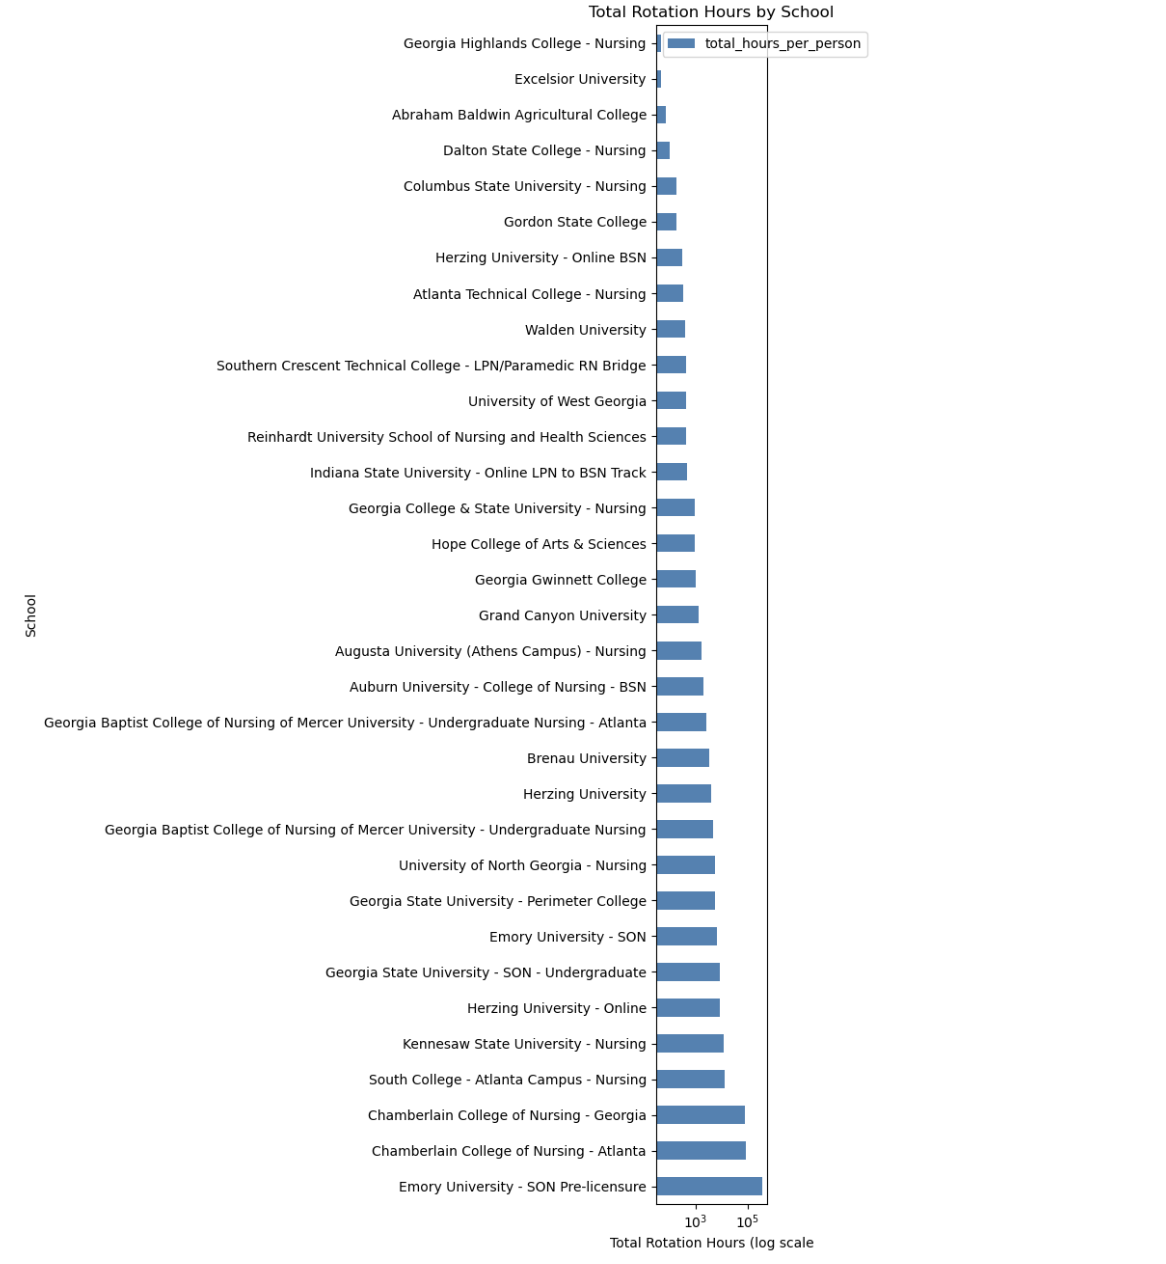 Total Rotation Hours by School
Georgia Highlands College - Nursing
total_hours_per_person
Excelsior University
Abraham Baldwin Agricultural College
Dalton State College - Nursing
Columbus State University - Nursing
Gordon State College
Herzing University - Online BSN
Atlanta Technical College - Nursing
Walden University
Southern Crescent Technical College - LPN/Paramedic RN Bridge
University of West Georgia
Reinhardt University School of Nursing and Health Sciences
Indiana State University - Online LPN to BSN Track
Georgia College & State University - Nursing
Hope College of Arts & Sciences
Georgia Gwinnett College
School
Grand Canyon University
Augusta University (Athens Campus) - Nursing
Auburn University - College of Nursing - BSN
Georgia Baptist College of Nursing of Mercer University - Undergraduate Nursing - Atlanta
Brenau University
Herzing University
Georgia Baptist College of Nursing of Mercer University - Undergraduate Nursing
University of North Georgia - Nursing
Georgia State University - Perimeter College
Emory University - SON
Georgia State University - SON - Undergraduate
Herzing University - Online
Kennesaw State University - Nursing
South College - Atlanta Campus - Nursing
Chamberlain College of Nursing - Georgia
Chamberlain College of Nursing - Atlanta
Emory University - SON Pre-licensure
10³ 10⁵
Total Rotation Hours (log scale